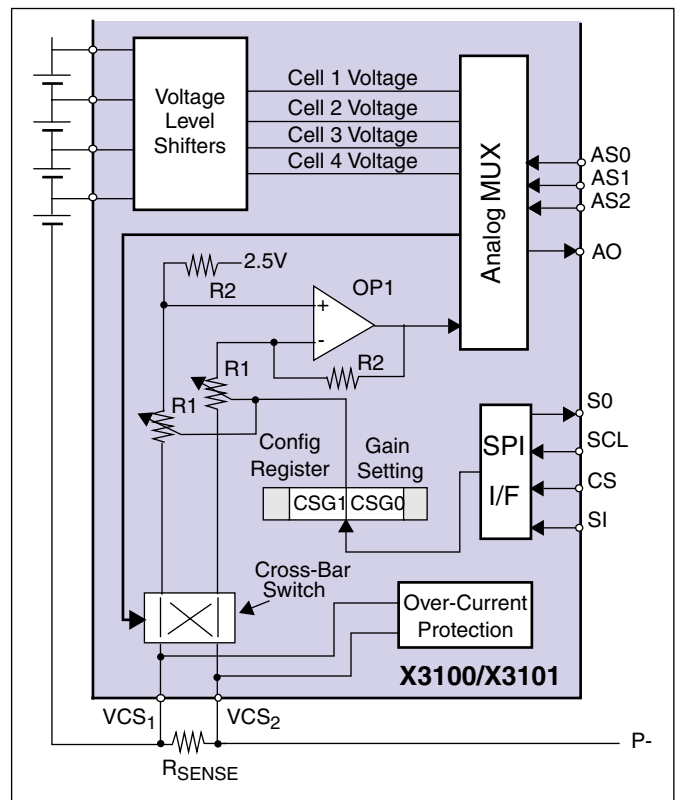 Voltage
Level
Shifters
Cell 1 Voltage
Cell 2 Voltage
Cell 3 Voltage
Cell 4 Voltage
Analog MUX
AS0
AS1
AS2
AO
2.5V
R2
OP1
+
-
R2
R1
R1
Config
Register
Gain
Setting
CSG1
CSG0
SPI
I/F
S0
SCL
CS
SI
Cross-Bar
Switch
Over-Current
Protection
X3100/X3101
VCS1
VCS2
RSENSE
P-